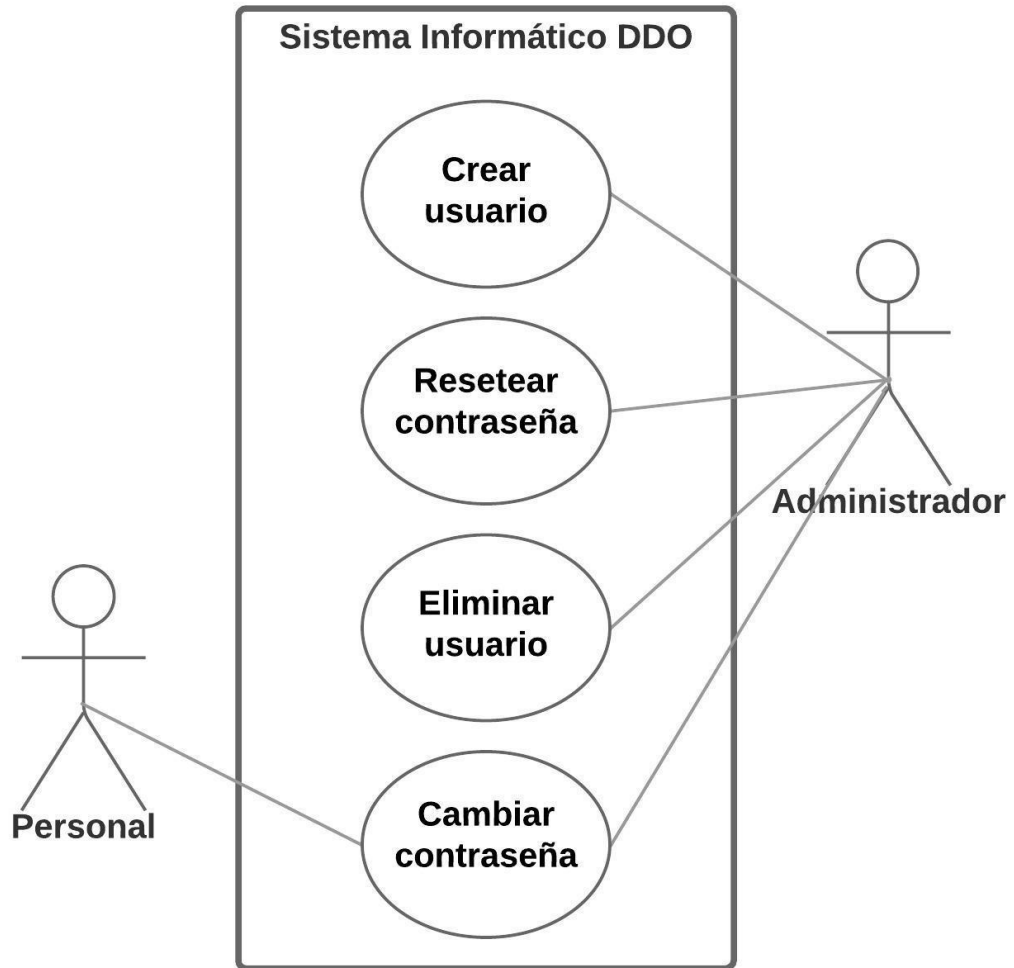 Sistema Informático DDO
Crear
usuario
Resetear
contraseña
Administrador
Eliminar
usuario
Cambiar
contraseña
Personal